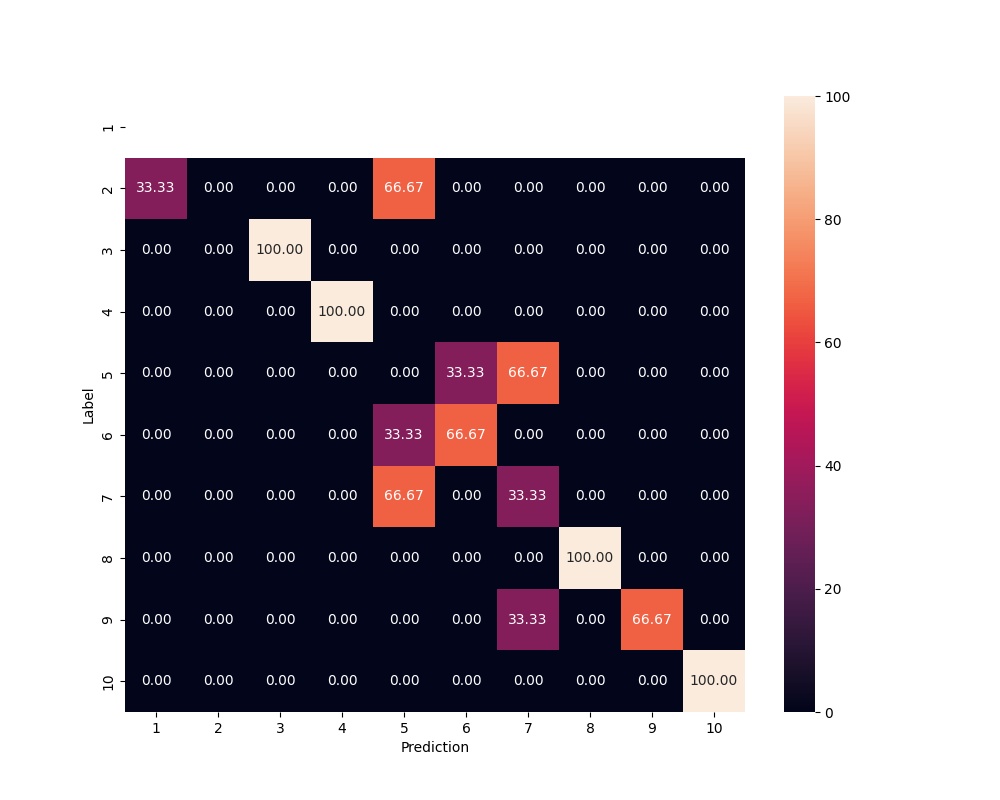 1
2 33.33 0.00 0.00 0.00 66.67 0.00 0.00 0.00 0.00 0.00
3 0.00 0.00 100.00 0.00 0.00 0.00 0.00 0.00 0.00 0.00
4 0.00 0.00 0.00 100.00 0.00 0.00 0.00 0.00 0.00 0.00
5 0.00 0.00 0.00 0.00 0.00 33.33 66.67 0.00 0.00 0.00
6 0.00 0.00 0.00 0.00 33.33 66.67 0.00 0.00 0.00 0.00
7 0.00 0.00 0.00 0.00 66.67 0.00 33.33 0.00 0.00 0.00
8 0.00 0.00 0.00 0.00 0.00 0.00 0.00 100.00 0.00 0.00
9 0.00 0.00 0.00 0.00 0.00 0.00 33.33 0.00 66.67 0.00
10 0.00 0.00 0.00 0.00 0.00 0.00 0.00 0.00 0.00 100.00
1 2 3 4 5 6 7 8 9 10
Prediction
Label
100
80
60
40
20
0